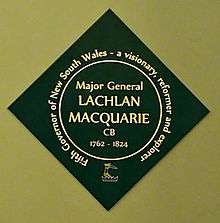 Fifth Governor of New South Wales - a visionary, reformer and explorer
Major General
LACHLAN
MACQUARIE
CB
1762 - 1824